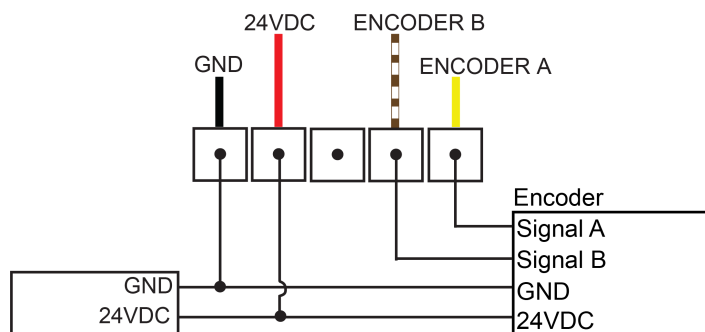 24VDC
ENCODER B
GND
ENCODER A
Encoder
Signal A
Signal B
GND
GND
24VDC
24VDC